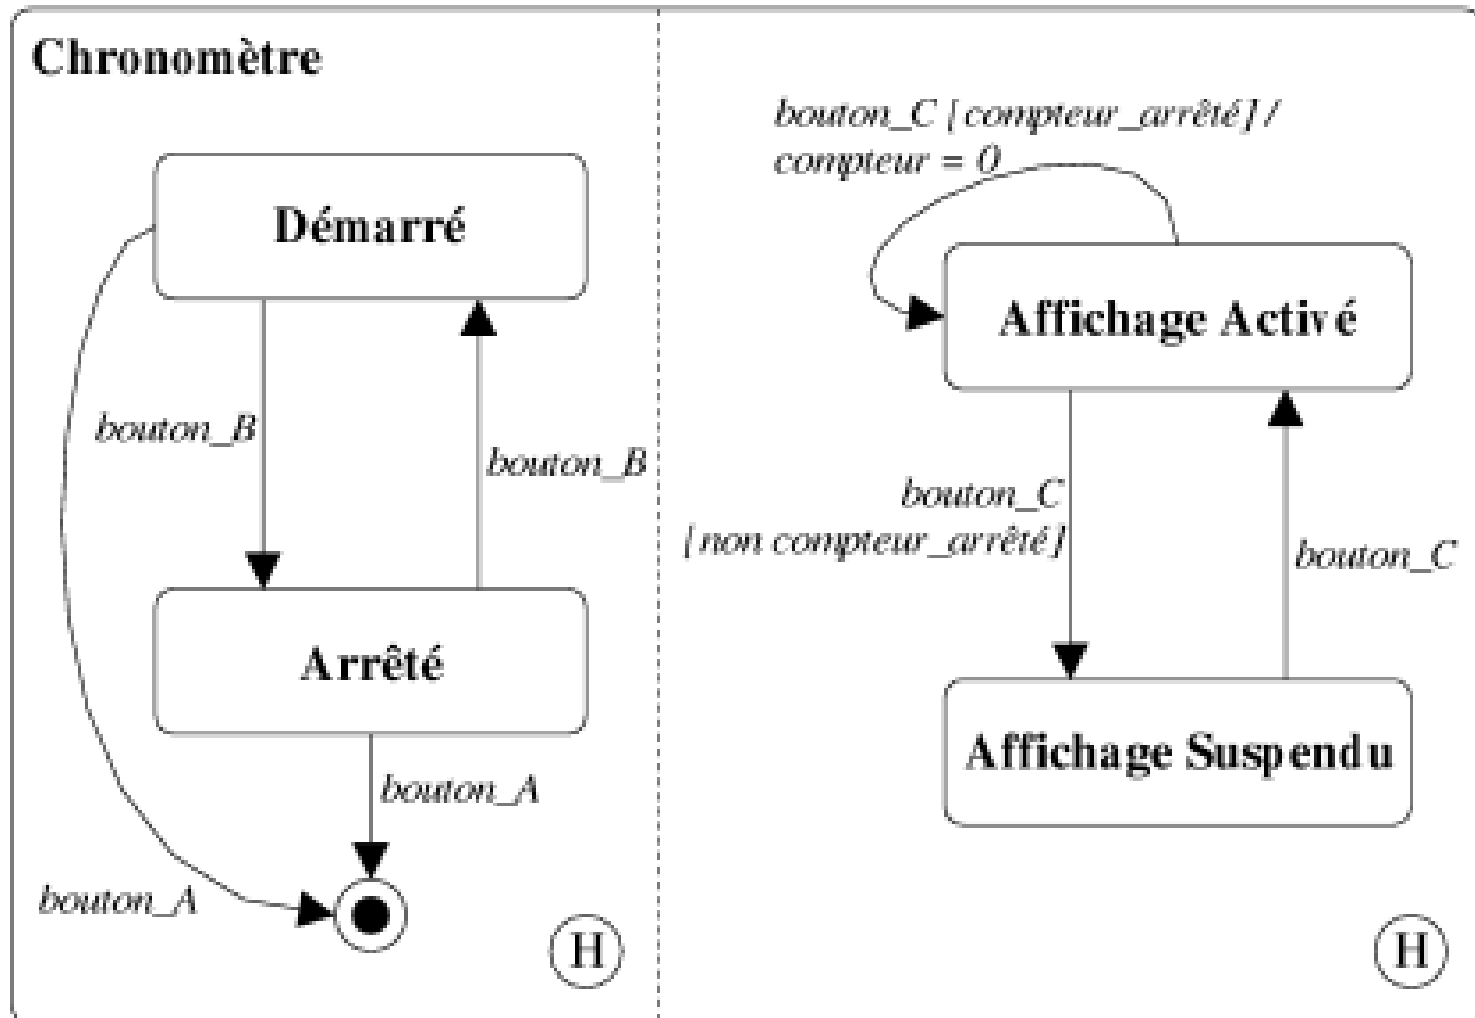 Chronomètre
bouton_C [compteur_arrêté] /
compteur = 0
Démarré
Affichage Activé
bouton_B
bouton_B
bouton_C
[non compteur_arrêté]
bouton_C
Arrêté
Affichage Suspendu
bouton_A
bouton_A
H
H